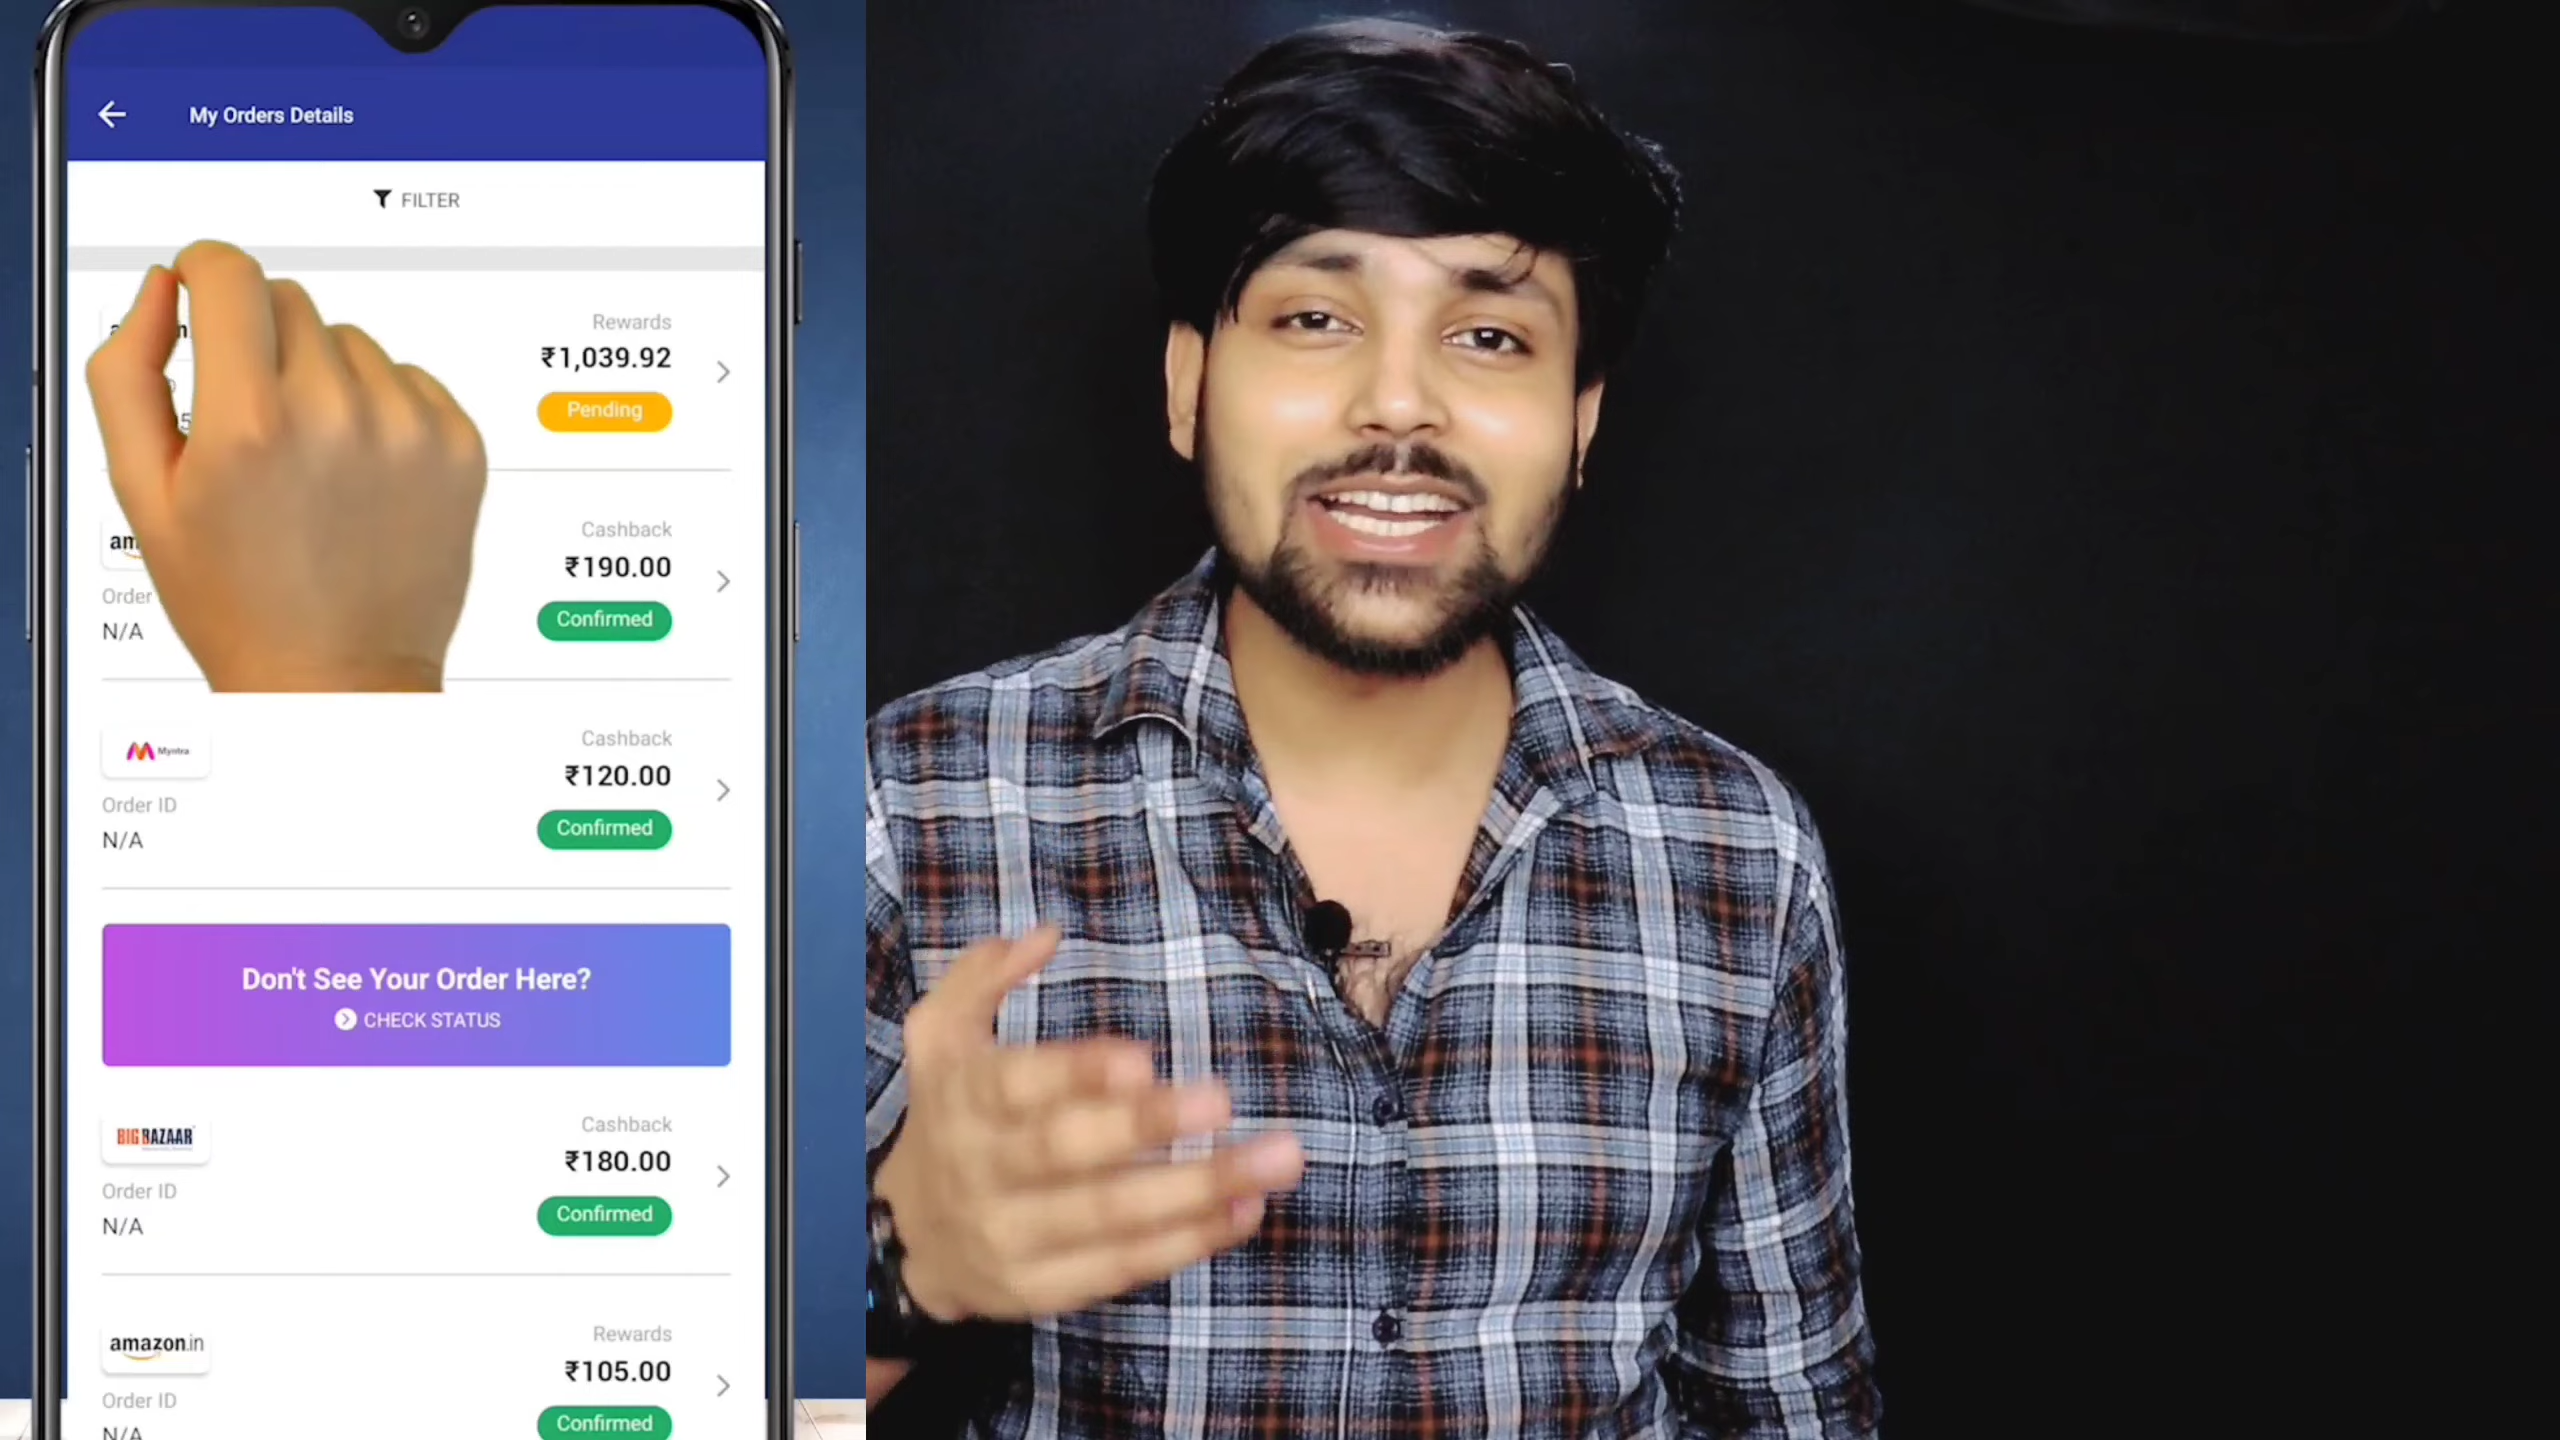 My Orders Details
FILTER
Rewards
₹1,039.92
Pending
Cashback
₹190.00
Order
N/A
Confirmed
Myntra
Cashback
₹120.00
Order ID
N/A
Confirmed
Don't See Your Order Here?
CHECK STATUS
BIG BAZAAR
Cashback
₹180.00
Order ID
N/A
Confirmed
amazon.in
Rewards
₹105.00
Order ID
N/A
Confirmed